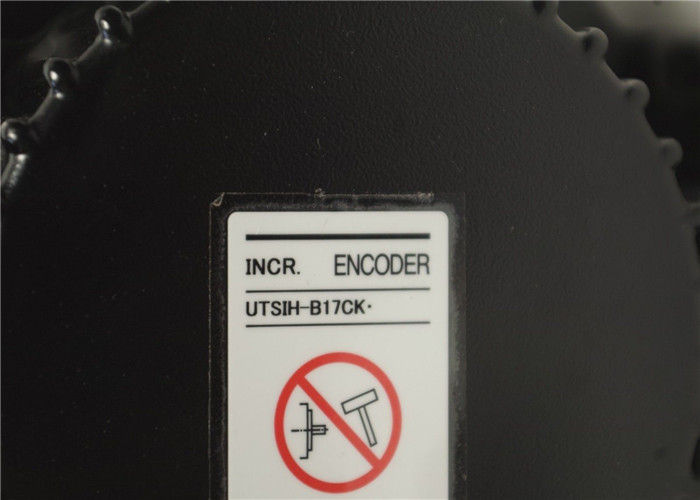 INCR. ENCODER
UTSIH-B17CK·